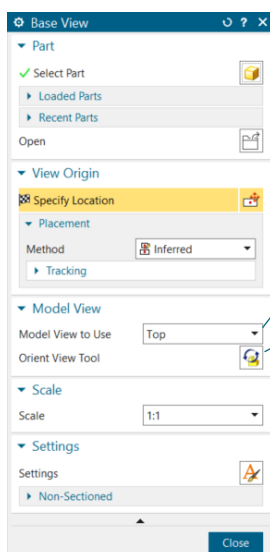 Base View
Part
Select Part
Loaded Parts
Recent Parts
Open
View Origin
Specify Location
Placement
Method Inferred
Tracking
Model View
Model View to Use Top
Orient View Tool
Scale
Scale 1:1
Settings
Settings
Non-Sectioned
Close